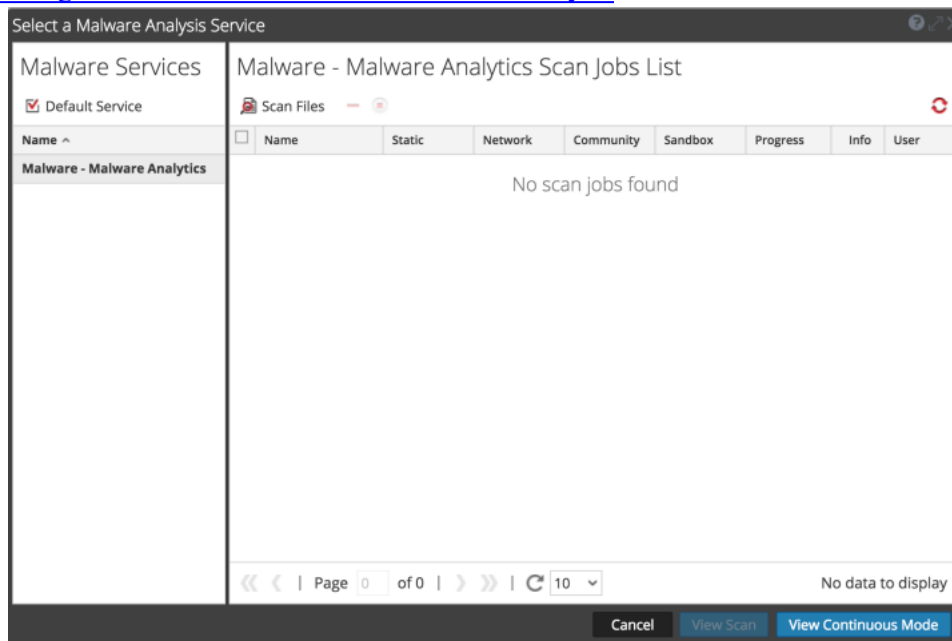 Select a Malware Analysis Service
Malware Services
Default Service
Name
Malware - Malware Analytics
Malware - Malware Analytics Scan Jobs List
Scan Files
Name Static Network Community Sandbox Progress Info User
No scan jobs found
| Page 0 of 0 | | 10 No data to display
Cancel View Scan View Continuous Mode